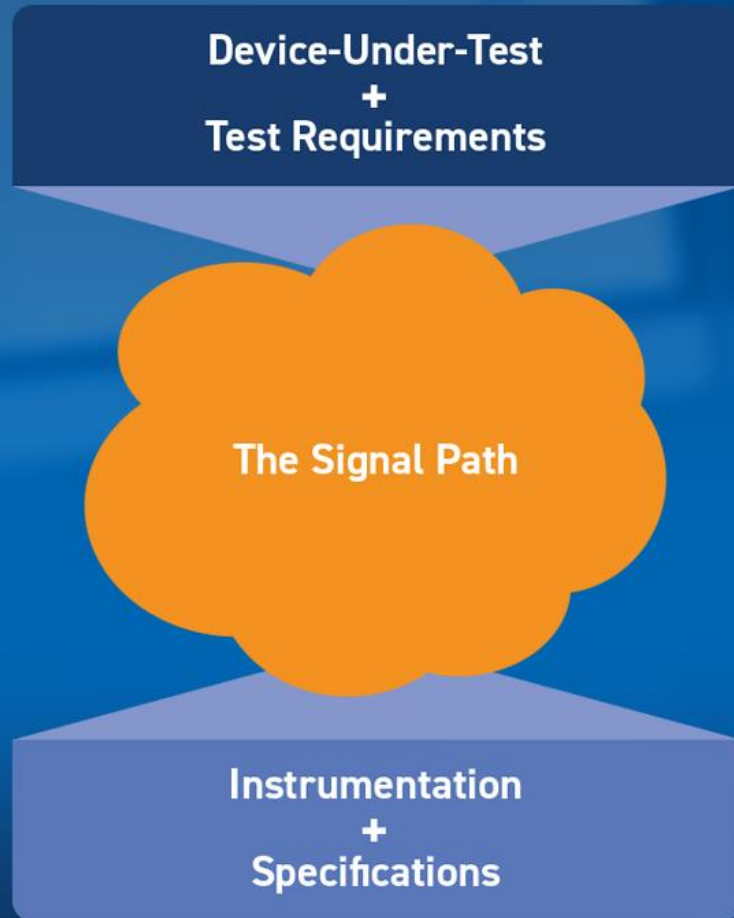 Device-Under-Test
+
Test Requirements
The Signal Path
Instrumentation
+
Specifications